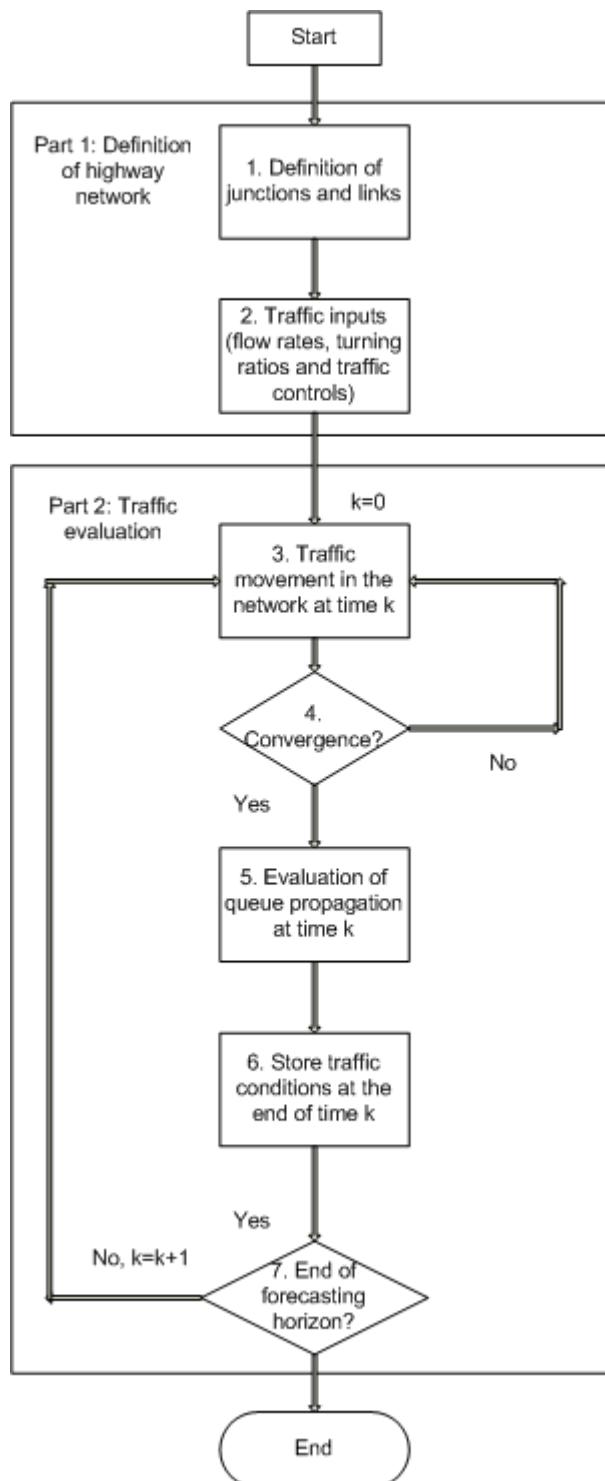 Start
Part 1: Definition
of highway
network
1. Definition of
junctions and links
2. Traffic inputs
(flow rates, turning
ratios and traffic
controls)
Part 2: Traffic
evaluation
k=0
3. Traffic
movement in the
network at time k
4.
Convergence?
No
Yes
5. Evaluation of
queue propagation
at time k
6. Store traffic
conditions at the
end of time k
Yes
No, k=k+1
7. End of
forecasting
horizon?
End